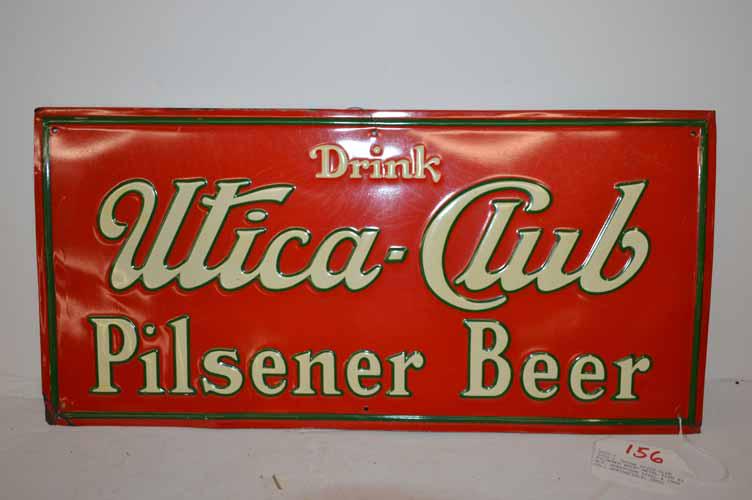 Drink
Utica-Club
Pilsener Beer
156